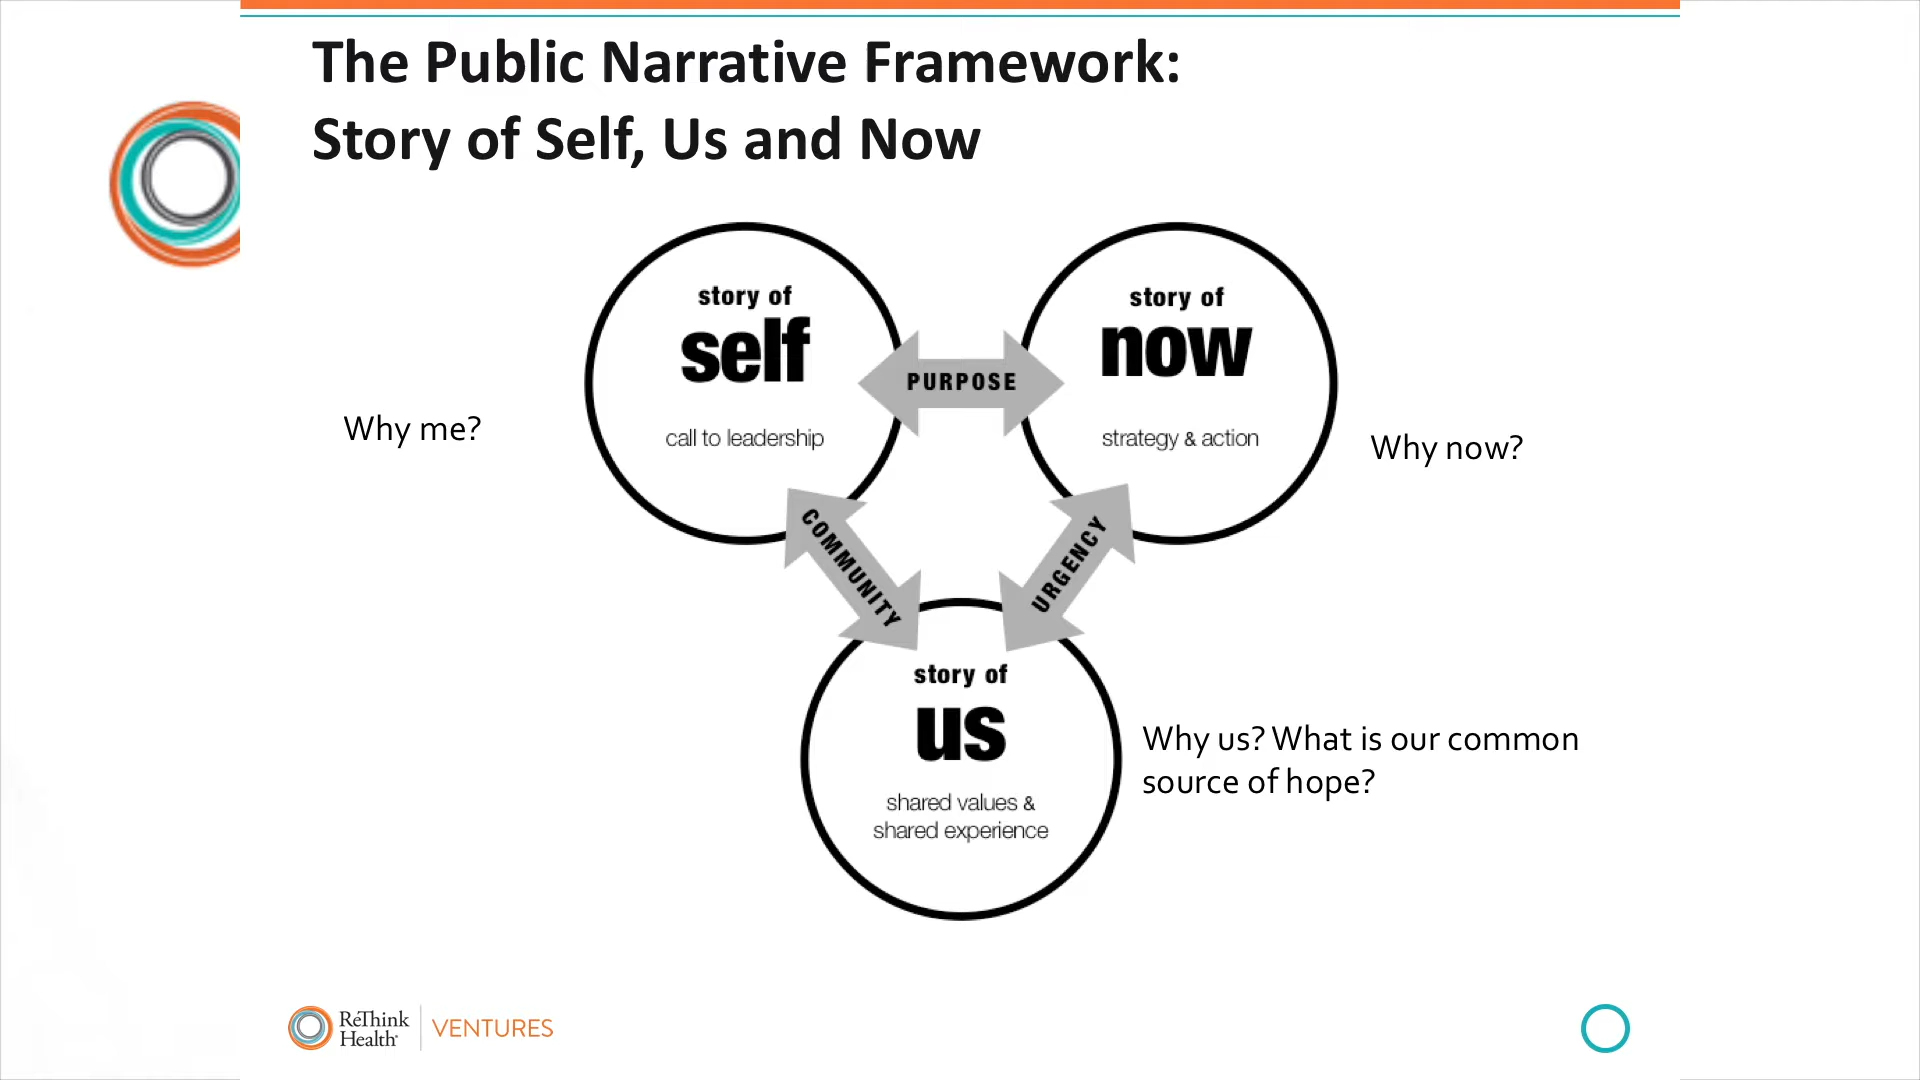 The Public Narrative Framework:
Story of Self, Us and Now
story of
self
call to leadership
PURPOSE
story of
now
strategy & action
Why me?
Why now?
COMMUNITY
URGENCY
story of
us
shared values &
shared experience
Why us? What is our common
source of hope?
ReThink
Health
VENTURES